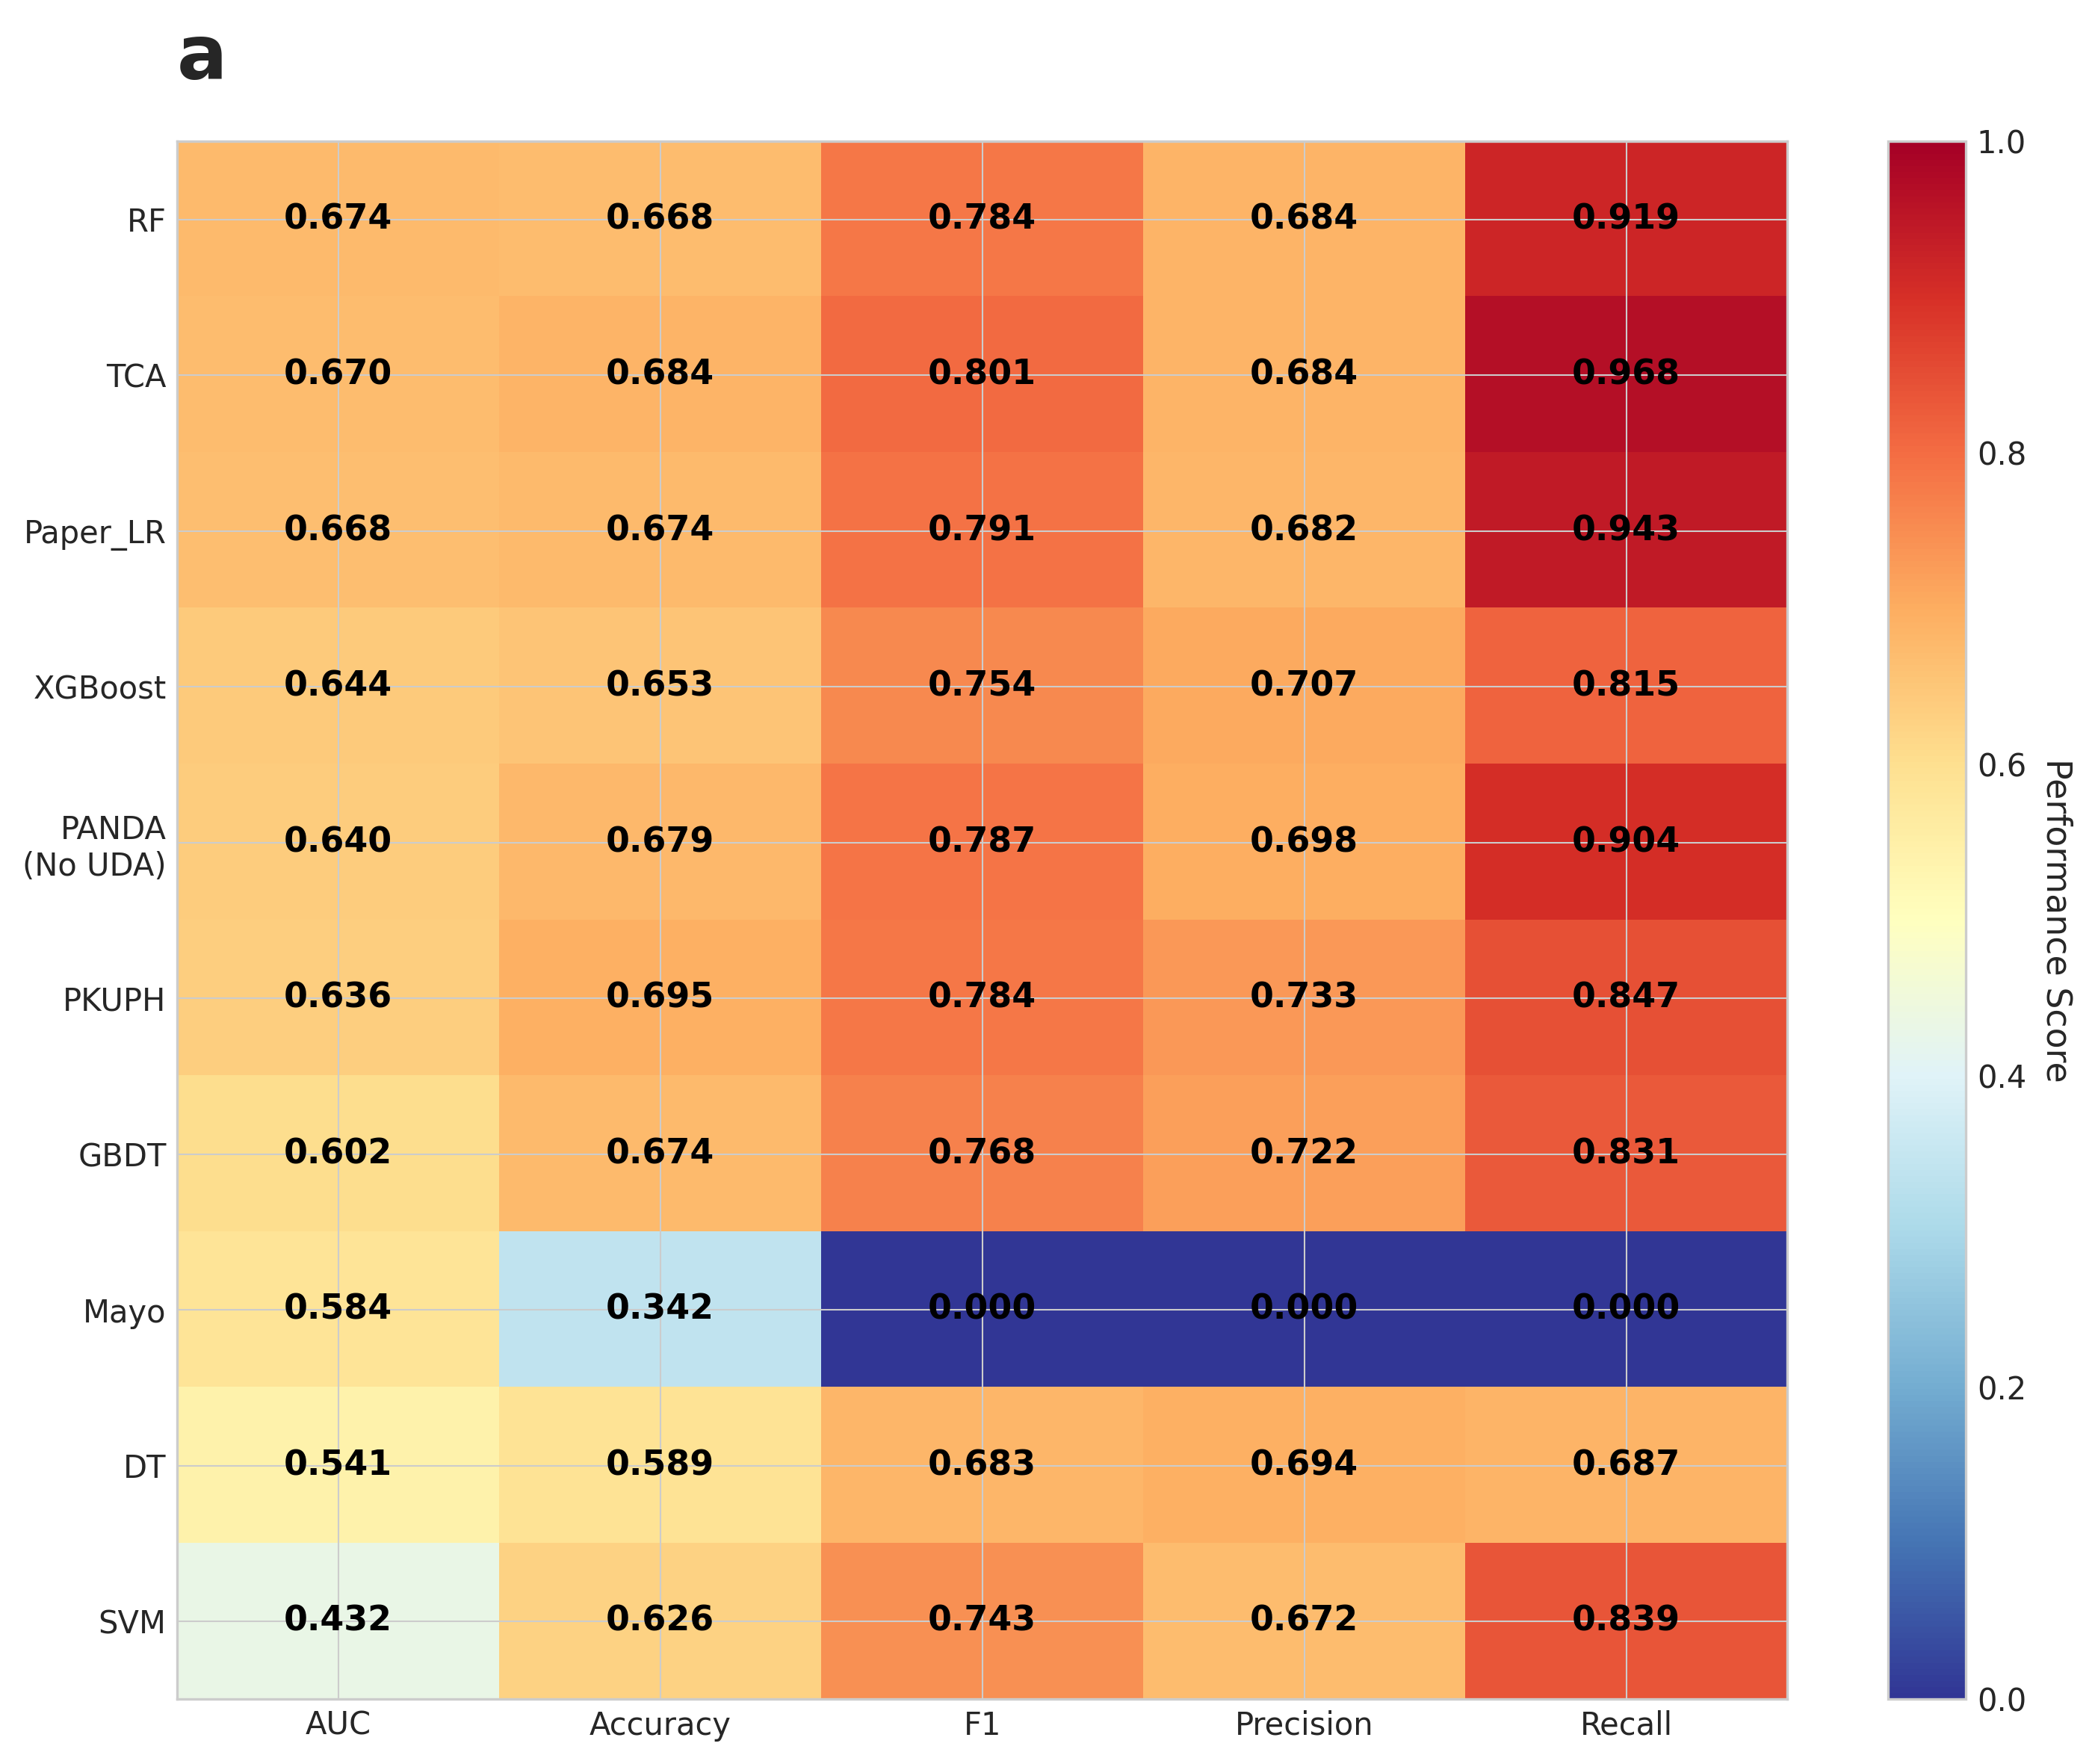 a
RF 0.674 0.668 0.784 0.684 0.919
TCA 0.670 0.684 0.801 0.684 0.968
Paper_LR 0.668 0.674 0.791 0.682 0.943
XGBoost 0.644 0.653 0.754 0.707 0.815
PANDA
(No UDA) 0.640 0.679 0.787 0.698 0.904
PKUPH 0.636 0.695 0.784 0.733 0.847
GBDT 0.602 0.674 0.768 0.722 0.831
Mayo 0.584 0.342 0.000 0.000 0.000
DT 0.541 0.589 0.683 0.694 0.687
SVM 0.432 0.626 0.743 0.672 0.839
AUC Accuracy F1 Precision Recall
1.0
0.8
0.6
0.4
0.2
0.0
Performance Score